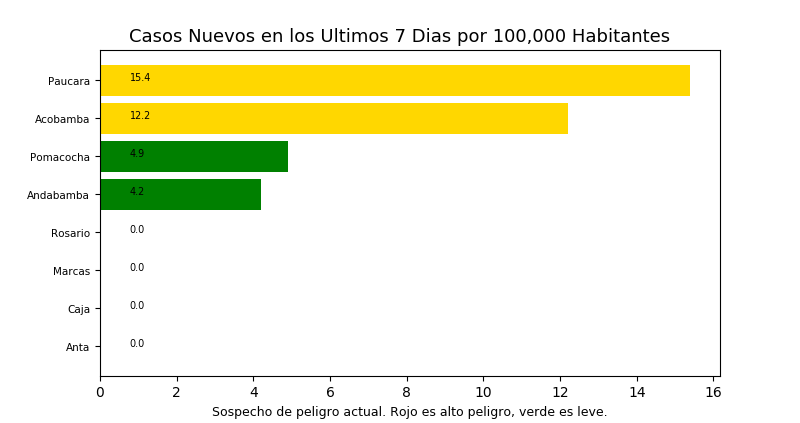 Casos Nuevos en los Ultimos 7 Dias por 100,000 Habitantes
Paucara 15.4
Acobamba 12.2
Pomacocha 4.9
Andabamba 4.2
Rosario 0.0
Marcas 0.0
Caja 0.0
Anta 0.0
0 2 4 6 8 10 12 14 16
Sospecho de peligro actual. Rojo es alto peligro, verde es leve.